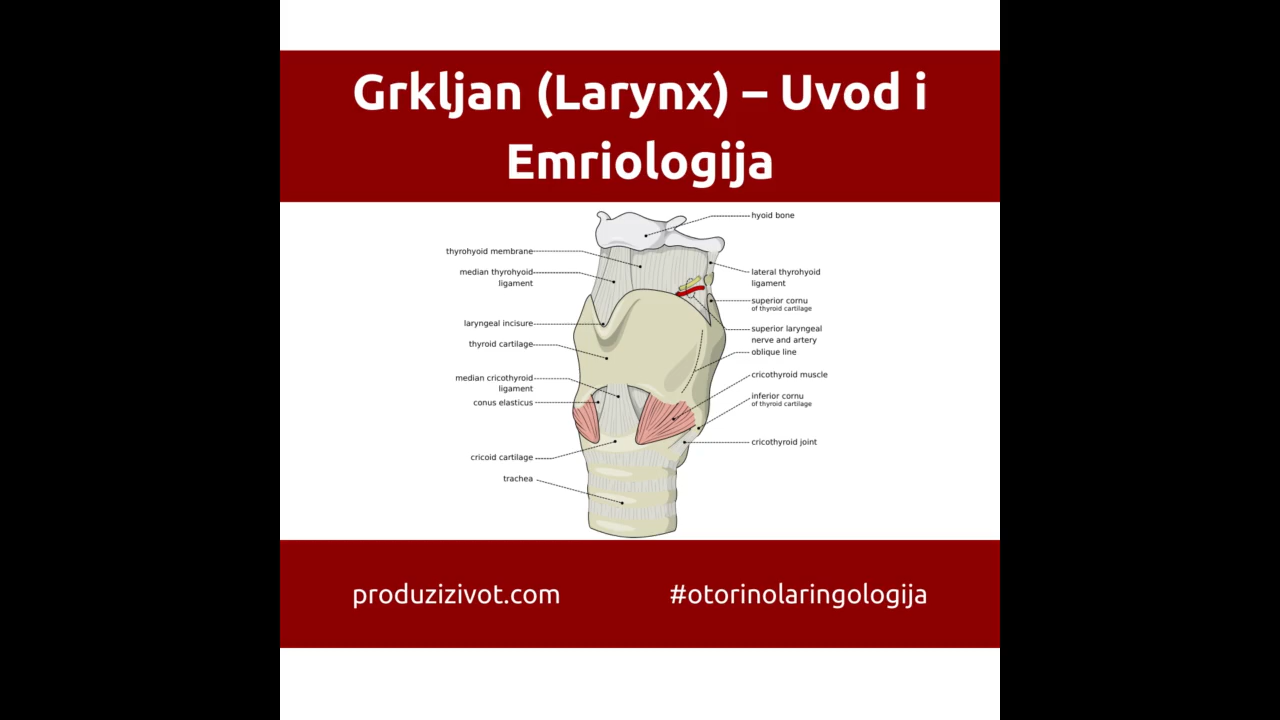 Grkljan (Larynx) – Uvod i
Emriologija
hyoid bone
thyrohyoid membrane
median thyrohyoid
ligament
laryngeal incisure
thyroid cartilage
median cricothyroid
ligament
conus elasticus
cricoid cartilage
trachea
lateral thyrohyoid
ligament
superior cornu
of thyroid cartilage
superior laryngeal
nerve and artery
oblique line
cricothyroid muscle
inferior cornu
of thyroid cartilage
cricothyroid joint
produzizivot.com
#otorinolaringologija